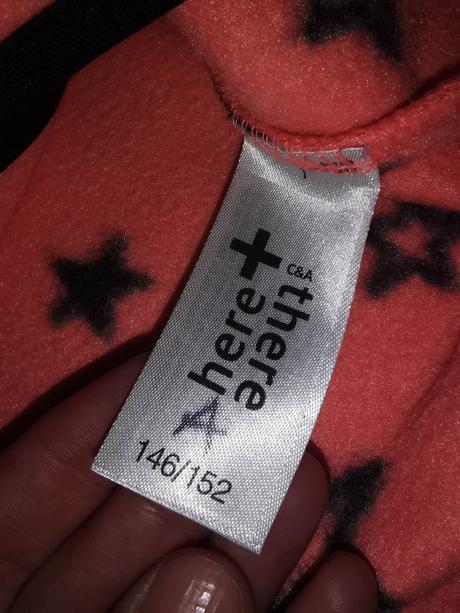 here + there
C&A
A
146/152